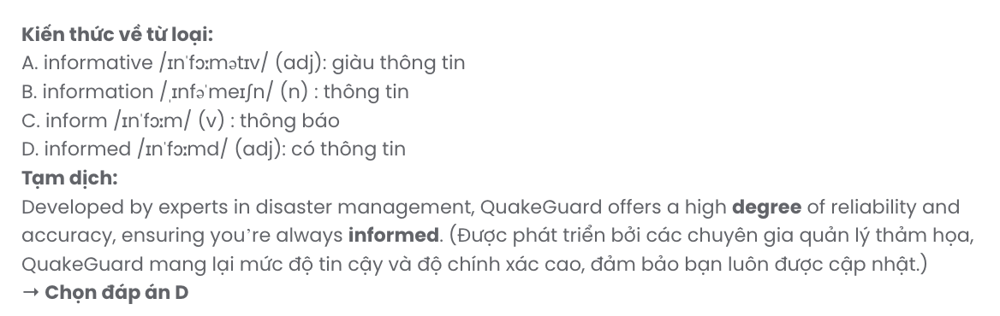 Kiến thức về từ loại:
A. informative /ɪnˈfɔːmətɪv/ (adj): giàu thông tin
B. information /ˌɪnfəˈmeɪʃn/ (n) : thông tin
C. inform /ɪnˈfɔːm/ (v) : thông báo
D. informed /ɪnˈfɔːmd/ (adj): có thông tin
Tạm dịch:
Developed by experts in disaster management, QuakeGuard offers a high degree of reliability and
accuracy, ensuring you’re always informed. (Được phát triển bởi các chuyên gia quản lý thảm họa,
QuakeGuard mang lại mức độ tin cậy và độ chính xác cao, đảm bảo bạn luôn được cập nhật.)
→ Chọn đáp án D